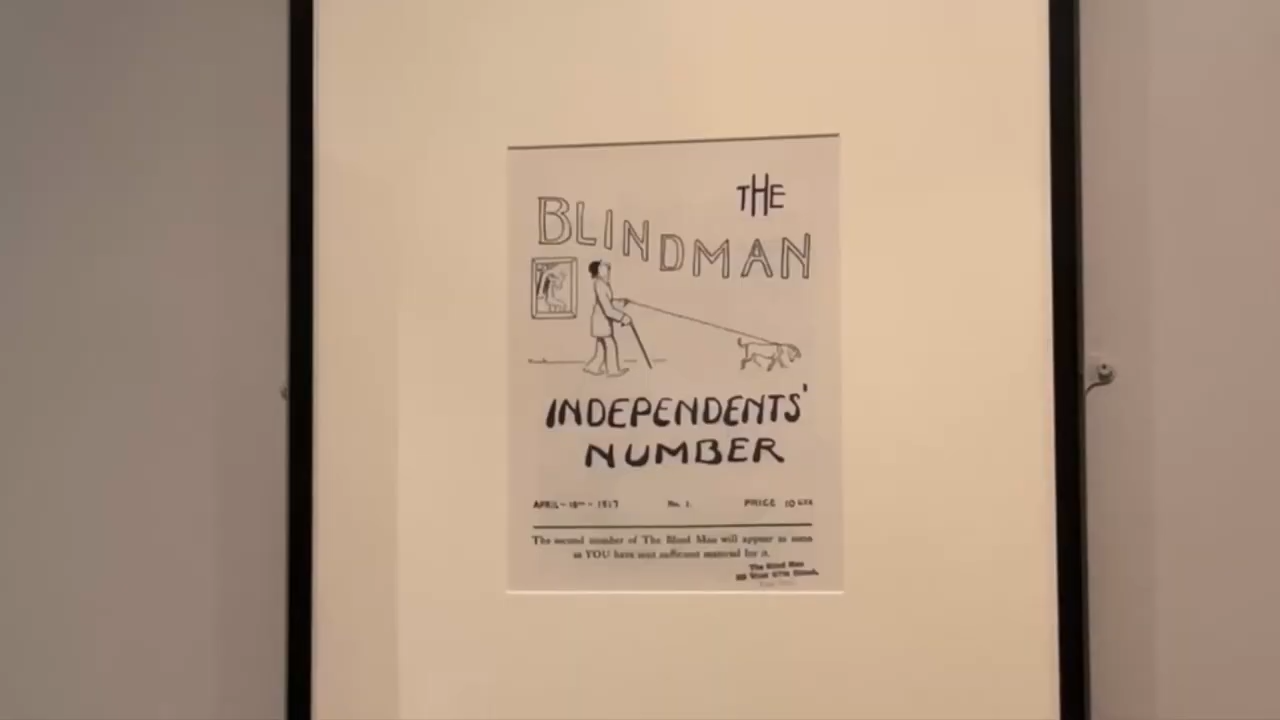 THE
BLINDMAN
INDEPENDENTS'
NUMBER
APRIL - 10TH - 1917 No. 1. PRICE 10 CTS
The second number of The Blind Man will appear as soon
as YOU have sent sufficient material for it.
The Blind Man
33 West 67th Street,